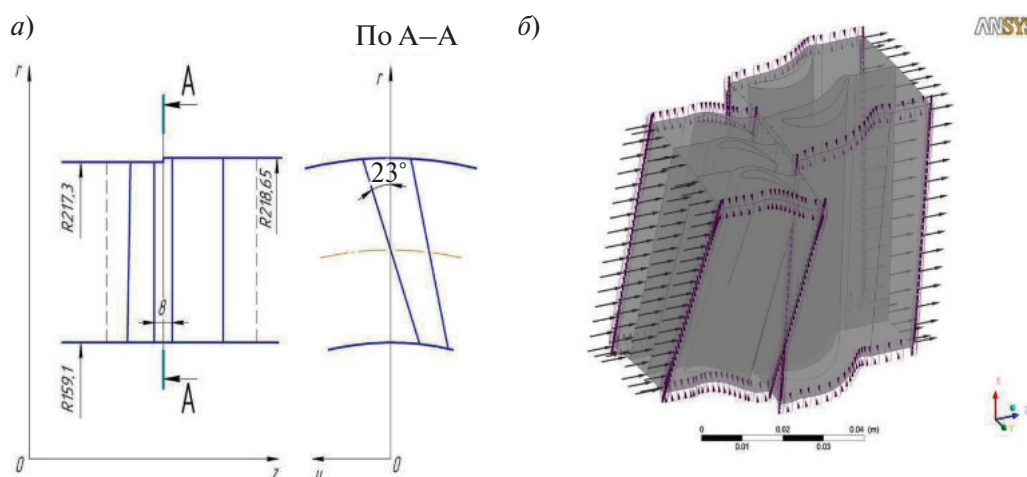 а)
По А–А
б)
ANSYS
r
r
A
A
R217,3
R218,65
R159,1
8
23°
0
z
u
0
0
0.02
0.04 (m)
0.01
0.03
X
Y
Z